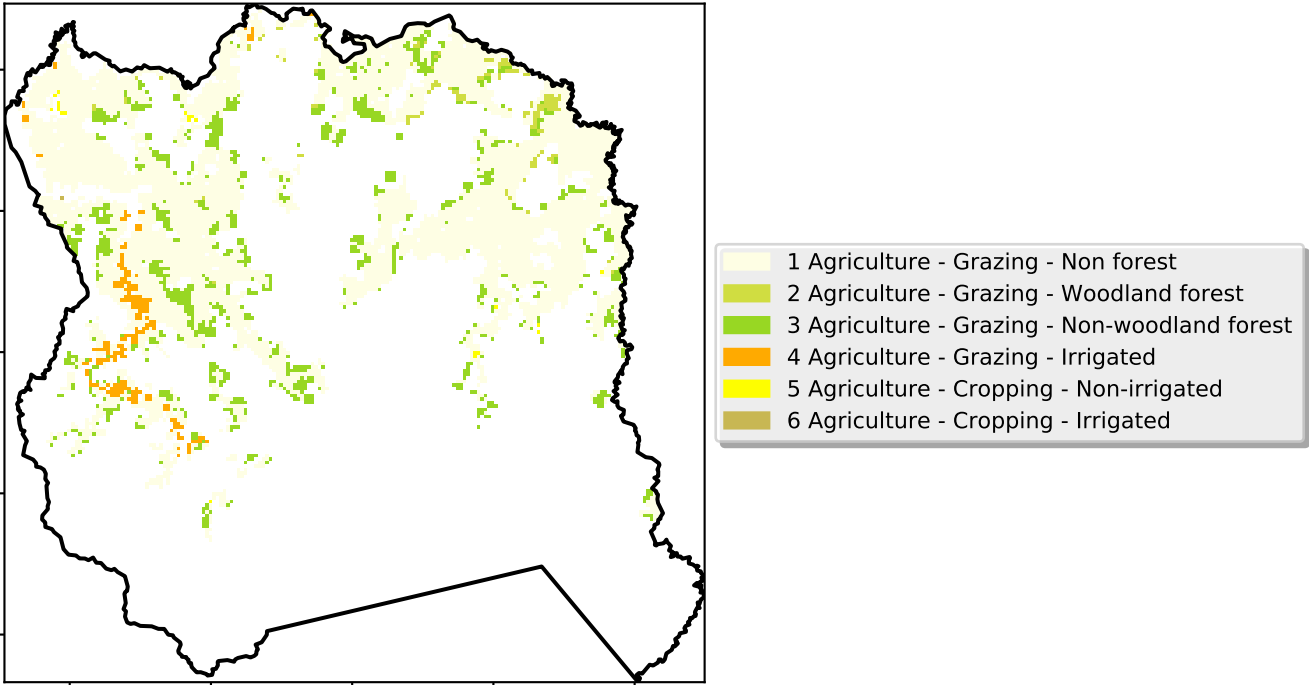 1 Agriculture - Grazing - Non forest
2 Agriculture - Grazing - Woodland forest
3 Agriculture - Grazing - Non-woodland forest
4 Agriculture - Grazing - Irrigated
5 Agriculture - Cropping - Non-irrigated
6 Agriculture - Cropping - Irrigated